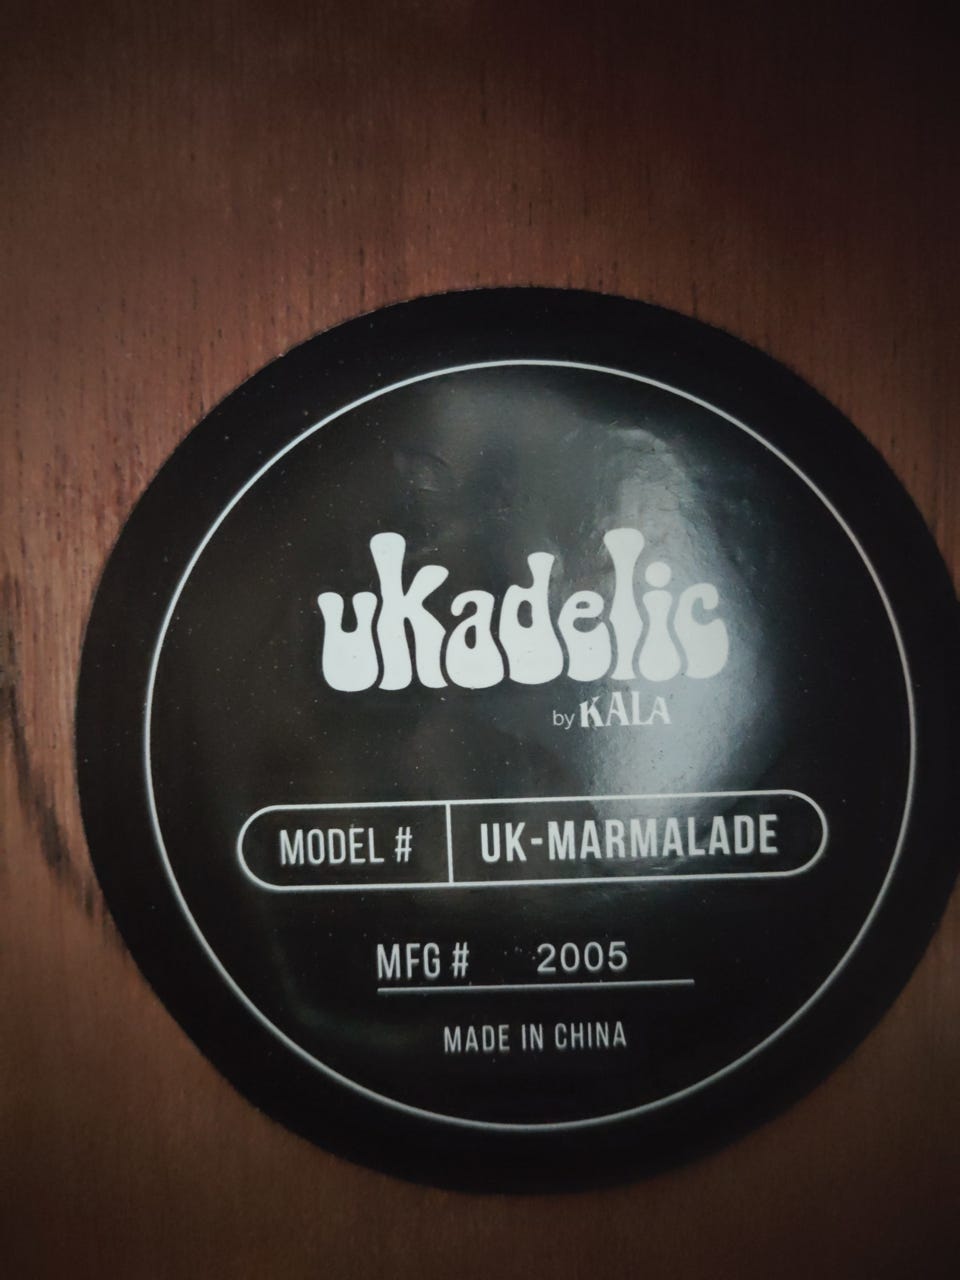 ukadelic
by KALA
MODEL # UK-MARMALADE
MFG # 2005
MADE IN CHINA